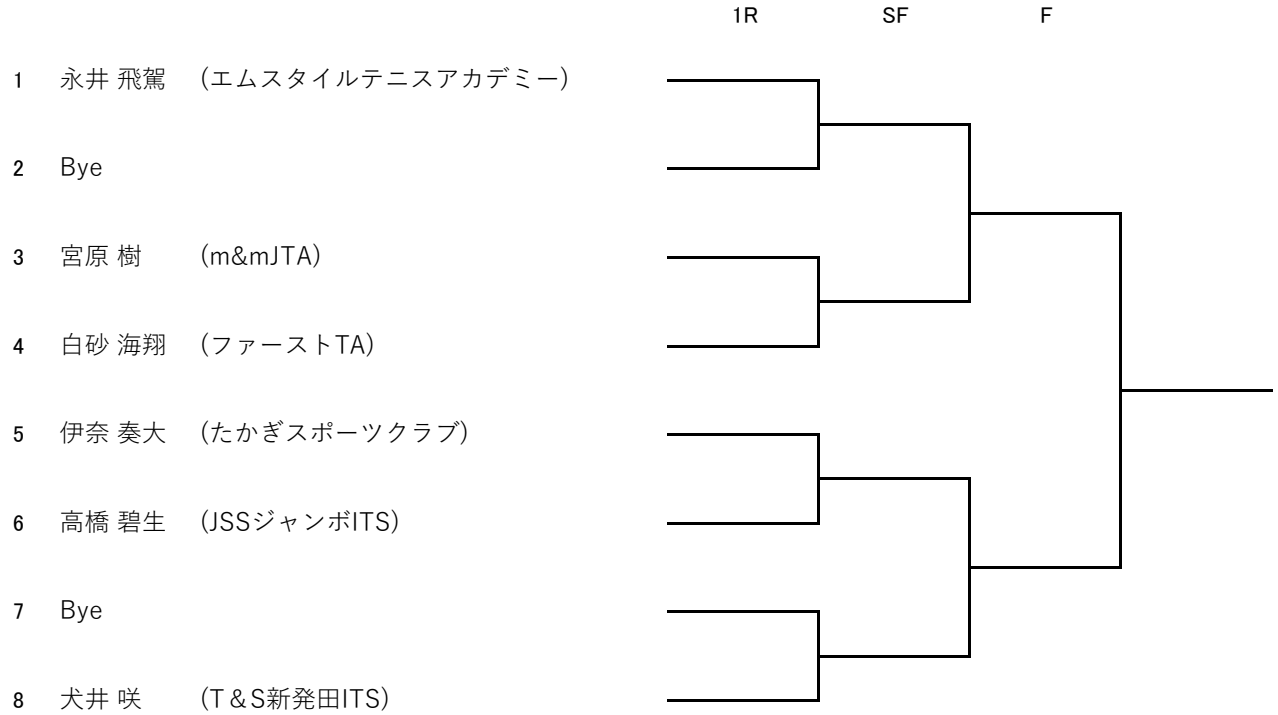 1R SF F
1 永井 飛駕 (エムスタイルテニスアカデミー)
2 Bye
3 宮原 樹 (m&mJTA)
4 白砂 海翔 (ファーストTA)
5 伊奈 奏大 (たかぎスポーツクラブ)
6 高橋 碧生 (JSSジャンボITS)
7 Bye
8 犬井 咲 (T＆S新発田ITS)